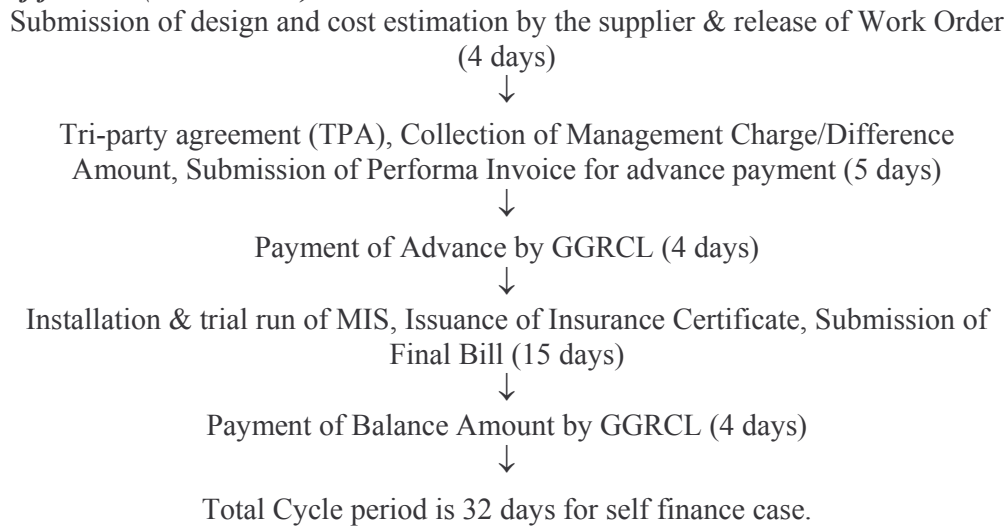 Submission of design and cost estimation by the supplier & release of Work Order
(4 days)
↓
Tri-party agreement (TPA), Collection of Management Charge/Difference
Amount, Submission of Performa Invoice for advance payment (5 days)
↓
Payment of Advance by GGRCL (4 days)
↓
Installation & trial run of MIS, Issuance of Insurance Certificate, Submission of
Final Bill (15 days)
↓
Payment of Balance Amount by GGRCL (4 days)
↓
Total Cycle period is 32 days for self finance case.